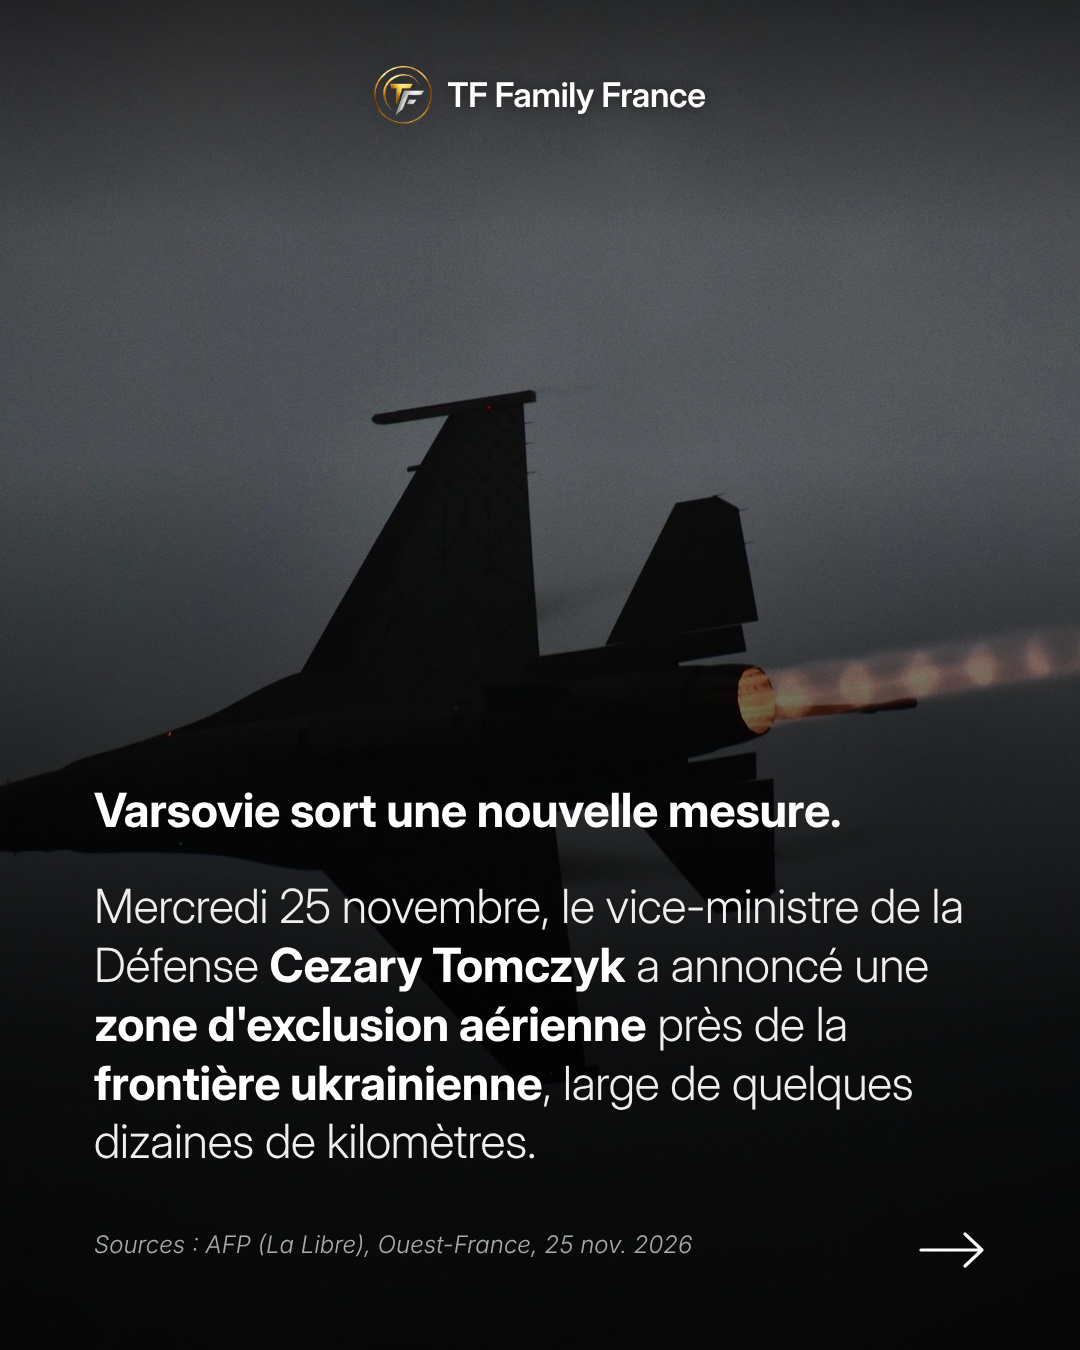 TF Family France
Varsovie sort une nouvelle mesure.
Mercredi 25 novembre, le vice-ministre de la
Défense Cezary Tomczyk a annoncé une
zone d'exclusion aérienne près de la
frontière ukrainienne, large de quelques
dizaines de kilomètres.
Sources : AFP (La Libre), Ouest-France, 25 nov. 2026